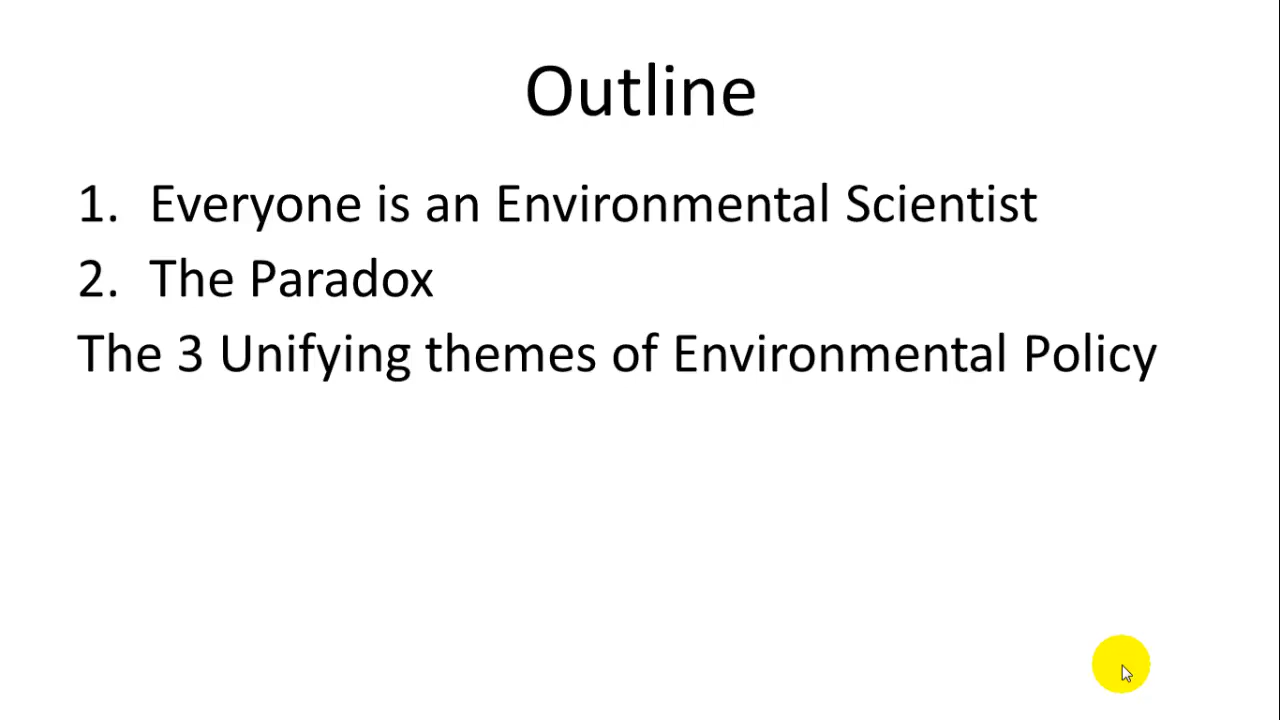 Outline
1. Everyone is an Environmental Scientist
2. The Paradox
The 3 Unifying themes of Environmental Policy